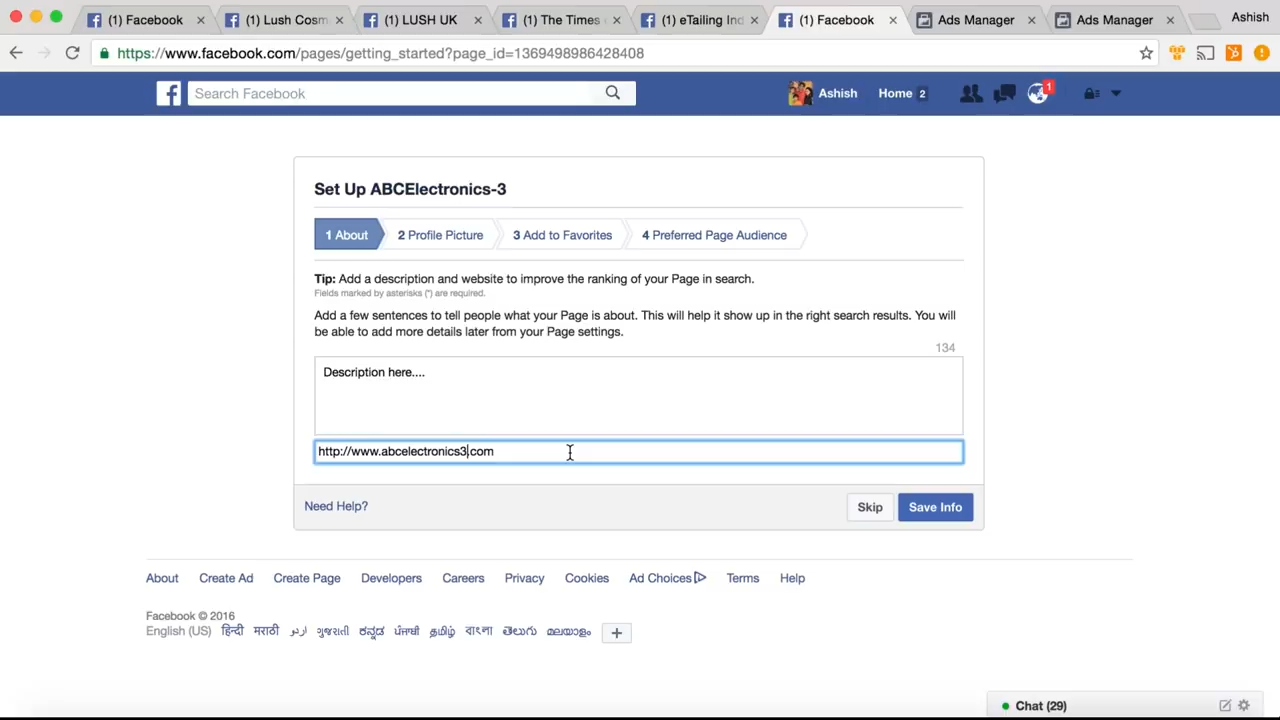 (1) Facebook
(1) Lush Cosm
(1) LUSH UK
(1) The Times
(1) eTailing Ind
(1) Facebook
Ads Manager
Ads Manager
Ashish
https://www.facebook.com/pages/getting_started?page_id=1369498986428408
Search Facebook
Ashish
Home 2
1
Set Up ABCElectronics-3
1 About
2 Profile Picture
3 Add to Favorites
4 Preferred Page Audience
Tip: Add a description and website to improve the ranking of your Page in search.
Fields marked by asterisks (*) are required.
Add a few sentences to tell people what your Page is about. This will help it show up in the right search results. You will
be able to add more details later from your Page settings.
134
Description here....
http://www.abcelectronics3.com
Need Help?
Skip
Save Info
About
Create Ad
Create Page
Developers
Careers
Privacy
Cookies
Ad Choices
Terms
Help
Facebook © 2016
English (US) हिन्दी मराठी اردو ગુજરાતી ಕನ್ನಡ ਪੰਜਾਬੀ தமிழ் বাংলা తెలుగు മലയാളം
Chat (29)